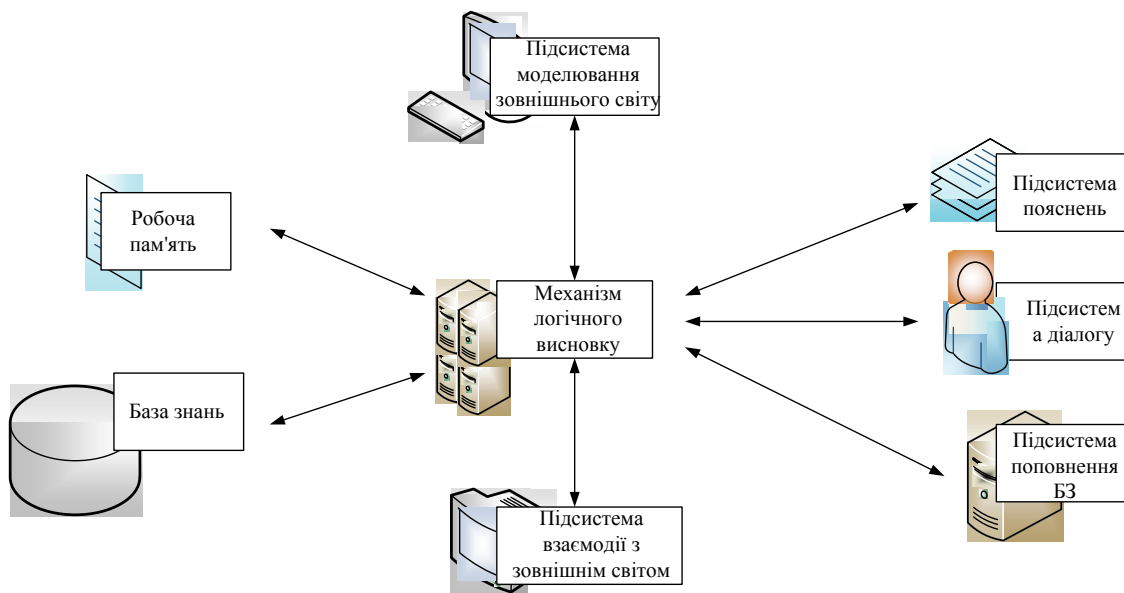 Підсистема
моделювання
зовнішнього світу
Робоча
пам'ять
Підсистема
пояснень
Механізм
логічного
висновку
Підсистем
а діалогу
База знань
Підсистема
поповнення
БЗ
Підсистема
взаємодії з
зовнішнім світом